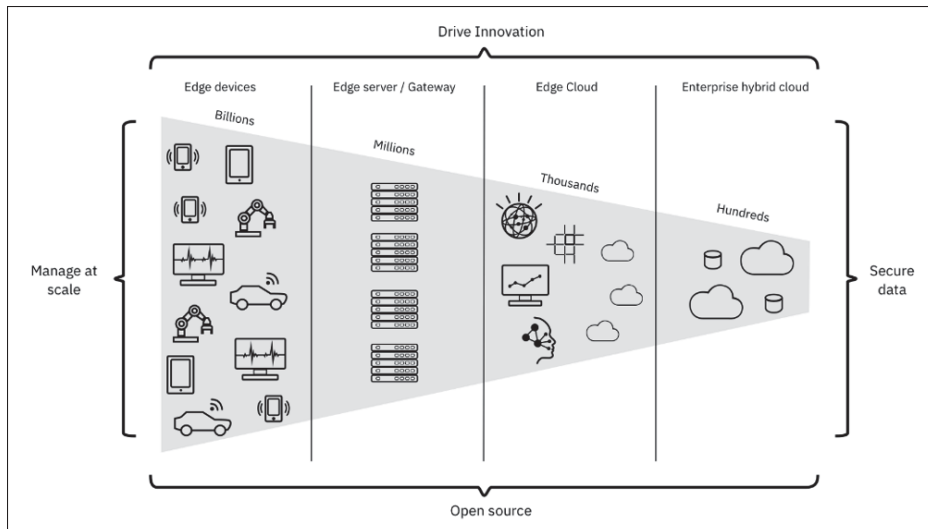 Drive Innovation
Edge devices
Edge server / Gateway
Edge Cloud
Enterprise hybrid cloud
Billions
Millions
Thousands
Hundreds
Manage at
scale
Secure
data
Open source